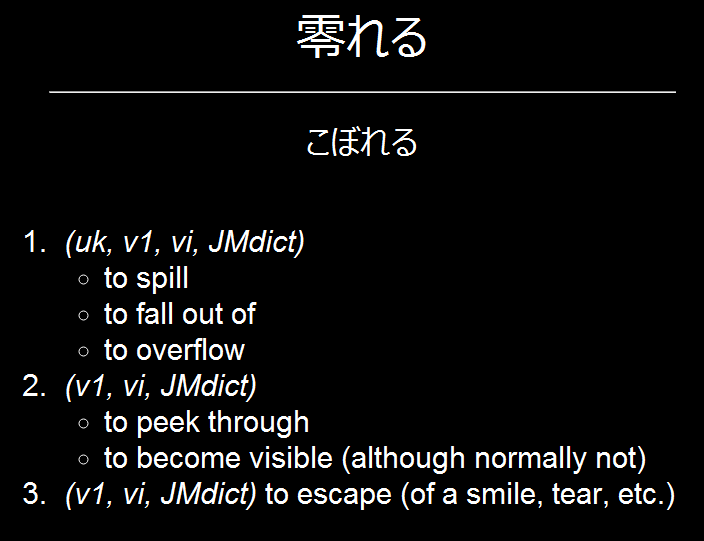 零れる
こぼれる
1. (uk, v1, vi, JMdict)
○ to spill
○ to fall out of
○ to overflow
2. (v1, vi, JMdict)
○ to peek through
○ to become visible (although normally not)
3. (v1, vi, JMdict) to escape (of a smile, tear, etc.)